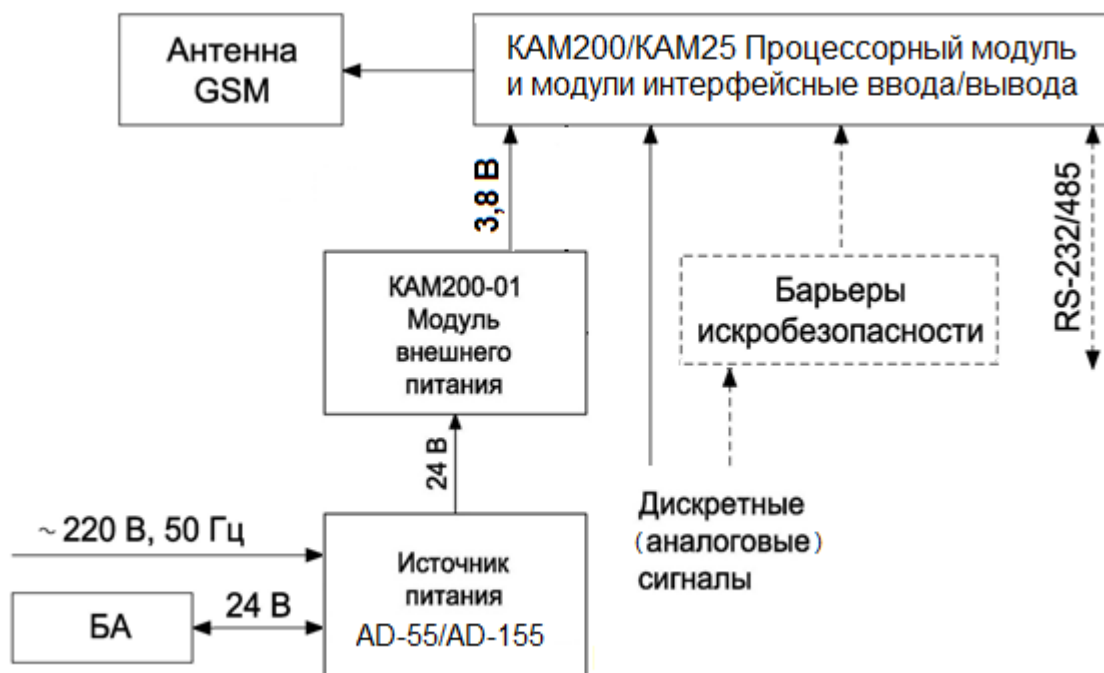 Антенна
GSM
КАМ200/КАМ25 Процессорный модуль
и модули интерфейсные ввода/вывода
3,8 В
RS-232/485
КАМ200-01
Модуль
внешнего
питания
Барьеры
искробезопасности
24 В
~ 220 В, 50 Гц
Дискретные
(аналоговые)
сигналы
Источник
питания
AD-55/AD-155
БА
24 В